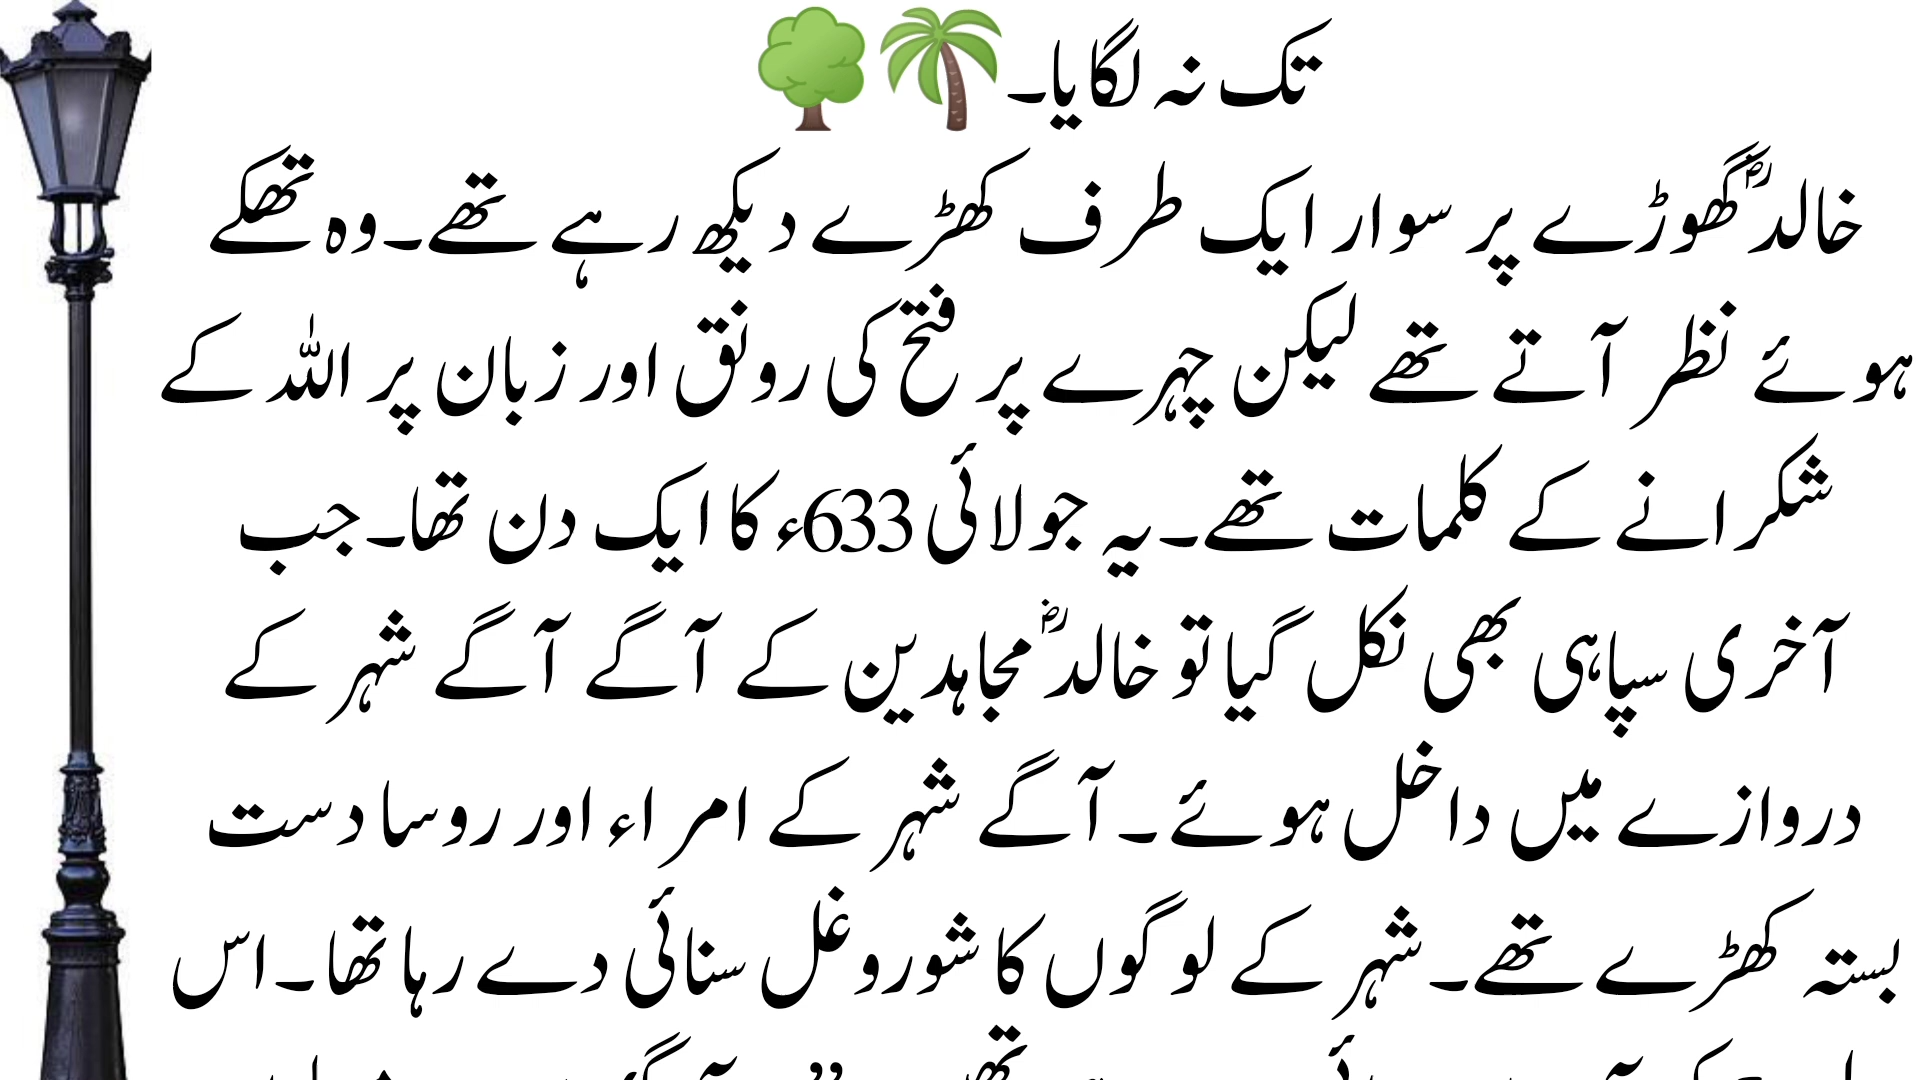 تک نہ لگایا۔🌴🌳
خالدؓ گھوڑے پر سوار ایک طرف کھڑے دیکھ رہے تھے۔وہ تھکے
ہوئے نظر آتے تھے لیکن چہرے پر فتح کی رونق اور زبان پر اللہ کے
شکرانے کے کلمات تھے۔یہ جولائی 633ء کا ایک دن تھا۔جب
آخری سپاہی بھی نکل گیا تو خالدؓ مجاہدین کے آگے آگے شہر کے
دروازے میں داخل ہوئے۔آگے شہر کے امراء اور روسا دست
بستہ کھڑے تھے۔شہر کے لوگوں کا شوروغل سنائی دے رہا تھا۔اس